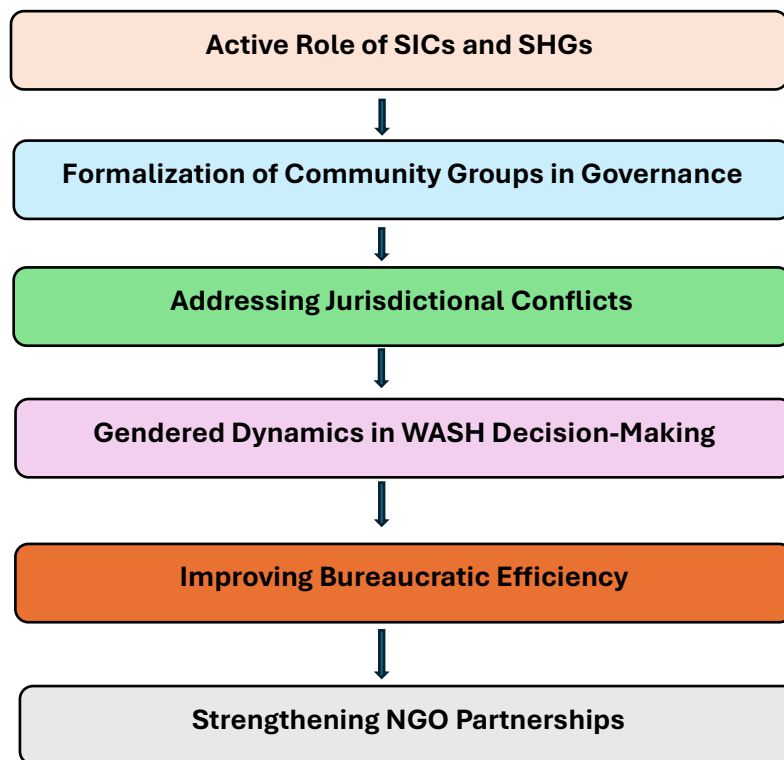 Active Role of SICs and SHGs
Formalization of Community Groups in Governance
Addressing Jurisdictional Conflicts
Gendered Dynamics in WASH Decision-Making
Improving Bureaucratic Efficiency
Strengthening NGO Partnerships